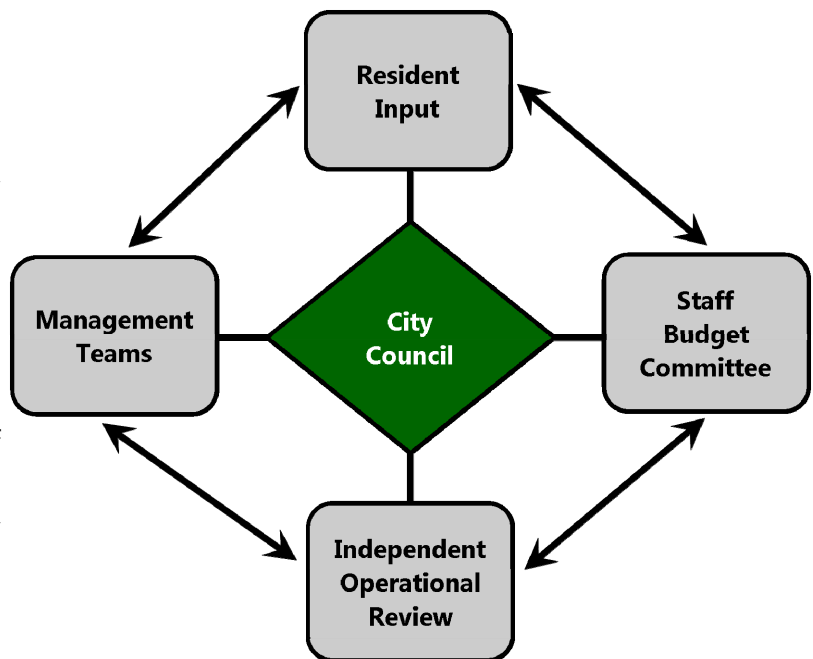 Resident
Input
Management
Teams
City
Council
Staff
Budget
Committee
Independent
Operational
Review